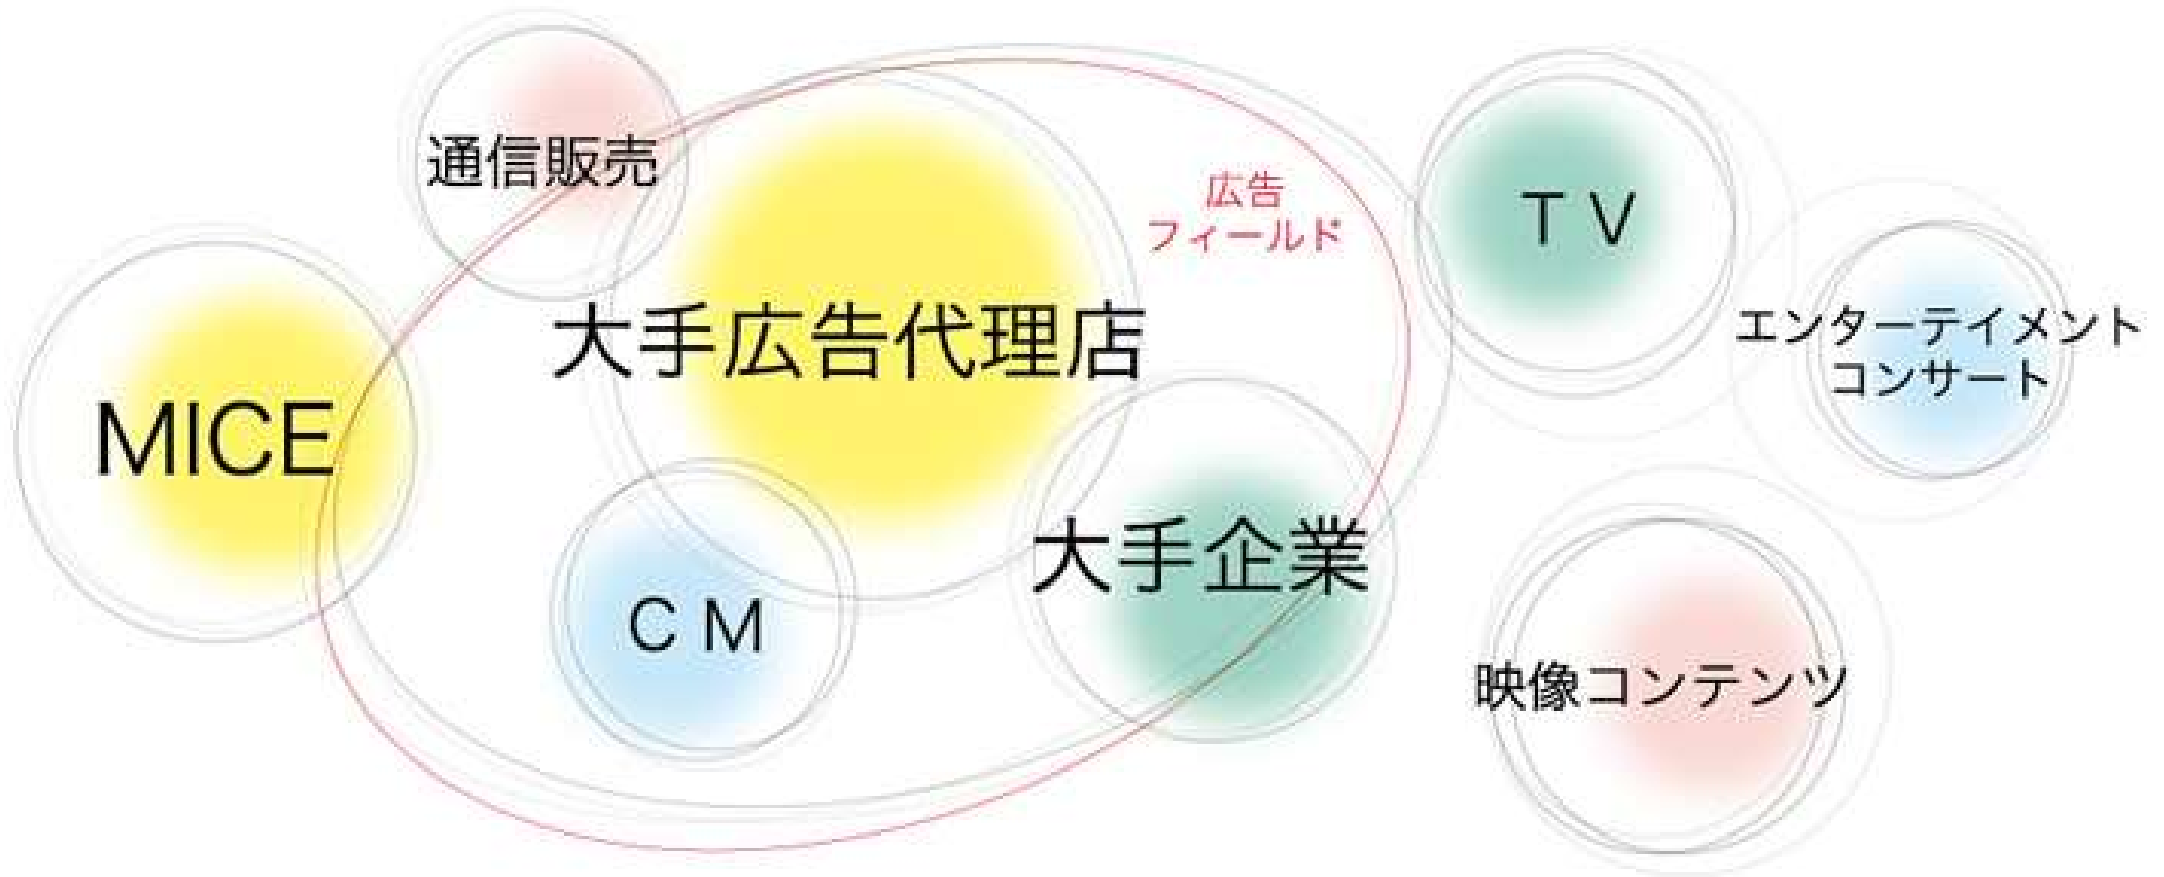 通信販売
広告
フィールド
ＴＶ
大手広告代理店
エンターテイメント
コンサート
MICE
大手企業
ＣＭ
映像コンテンツ